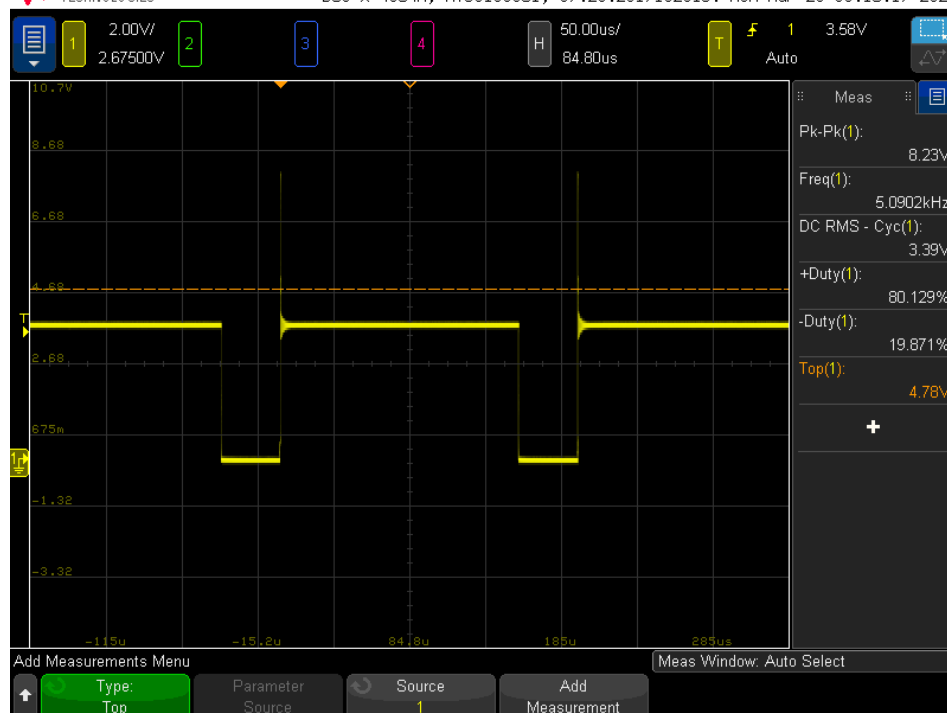 1 2.00V/ 2 3 4 H 50.00us/ T 1 3.58V
2.67500V 84.80us Auto
10.7V
8.68
6.68
4.68
2.68
675m
-1.32
-3.32
-115u -15.2u 84.8u 185u 285us
T
1
Meas
Pk-Pk(1):
8.23V
Freq(1):
5.0902kHz
DC RMS - Cyc(1):
3.39V
+Duty(1):
80.129%
-Duty(1):
19.871%
Top(1):
4.78V
+
Add Measurements Menu
Meas Window: Auto Select
Type:
Top
Parameter
Source
Source
1
Add
Measurement